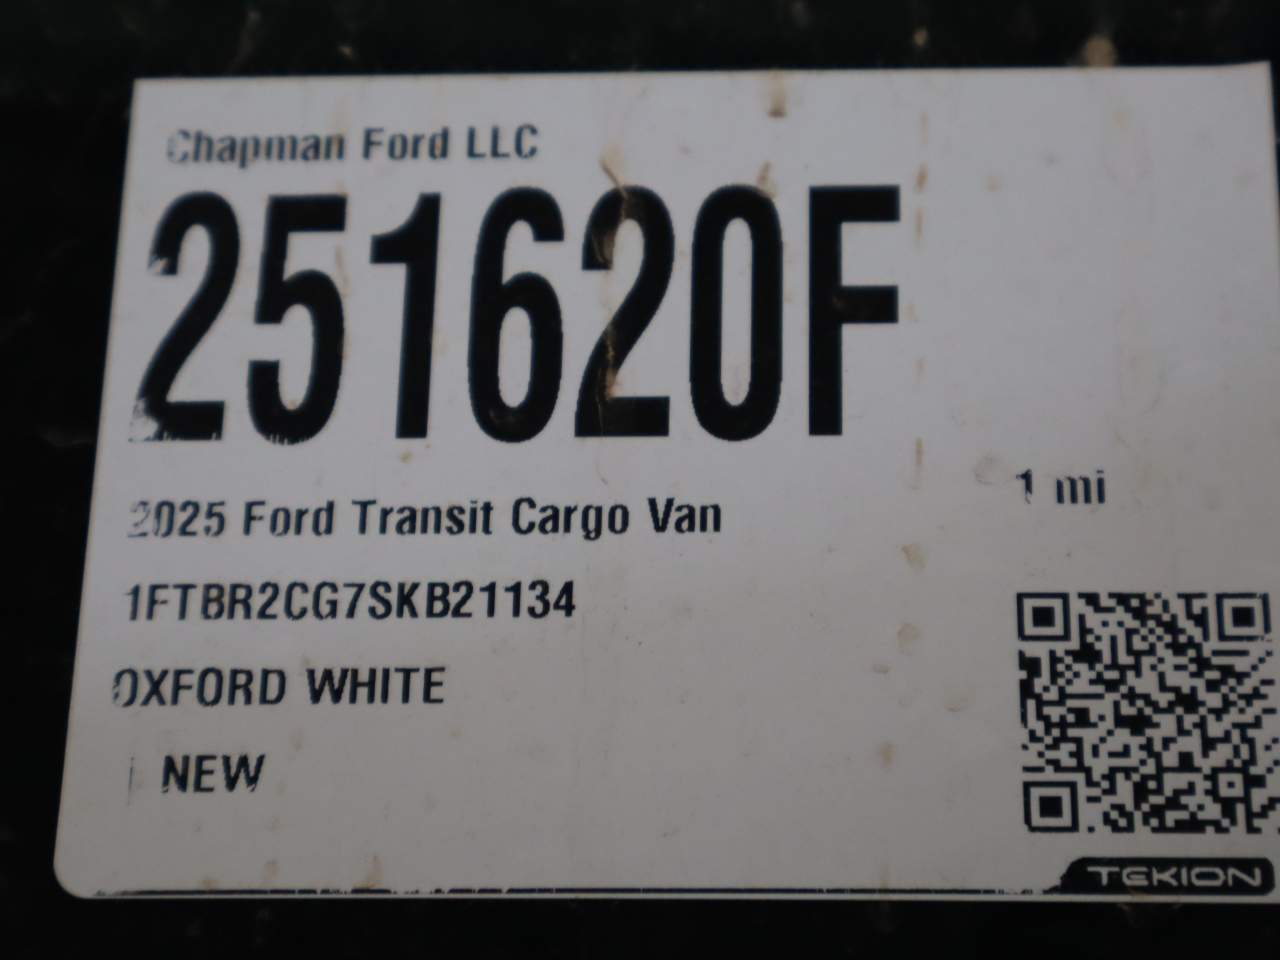 Chapman Ford LLC
251620F
1 mi
2025 Ford Transit Cargo Van
1FTBR2CG7SKB21134
OXFORD WHITE
NEW
TEKION